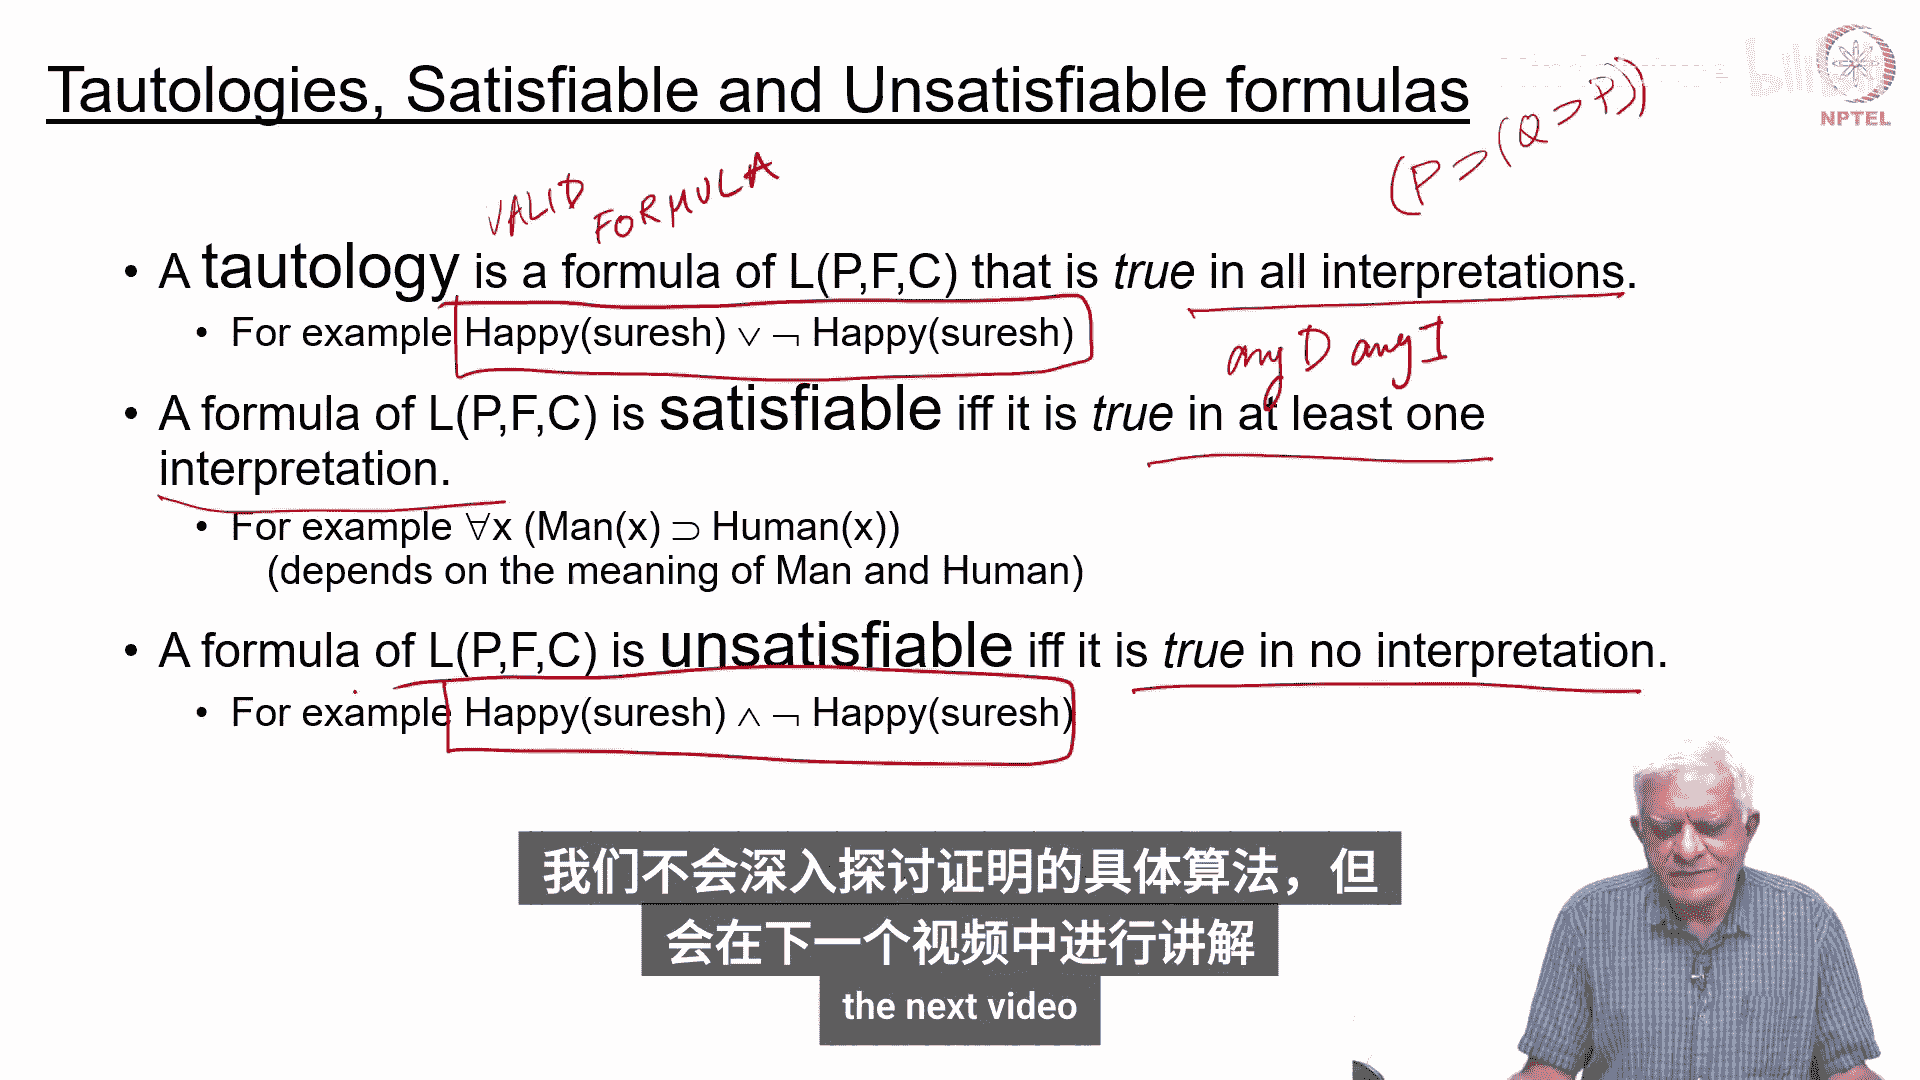 Tautologies, Satisfiable and Unsatisfiable formulas
(P ⊃ (Q ⊃ P))
NPTEL
VALID FORMULA
• A tautology is a formula of L(P,F,C) that is true in all interpretations.
• For example Happy(suresh) ∨ ¬ Happy(suresh)
any D any I
• A formula of L(P,F,C) is satisfiable iff it is true in at least one
interpretation.
• For example ∀x (Man(x) ⊃ Human(x))
(depends on the meaning of Man and Human)
• A formula of L(P,F,C) is unsatisfiable iff it is true in no interpretation.
• For example Happy(suresh) ∧ ¬ Happy(suresh)
我们不会深入探讨证明的具体算法，但
会在下一个视频中进行讲解
the next video